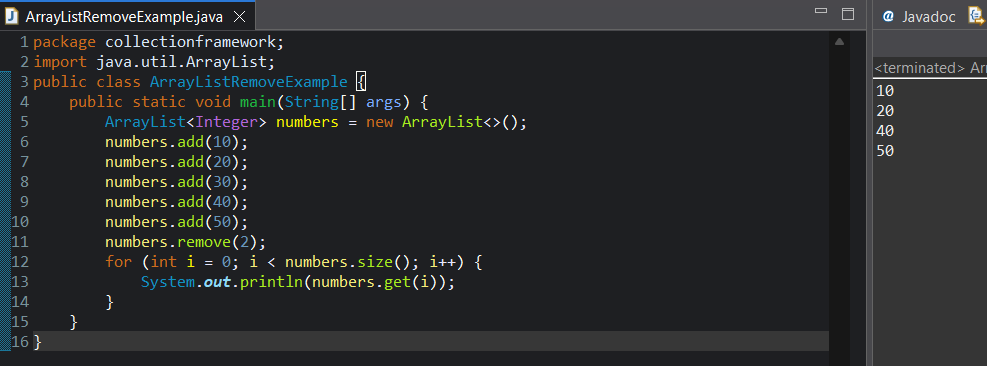 ArrayListRemoveExample.java
@ Javadoc
1 package collectionframework;
2 import java.util.ArrayList;
3 public class ArrayListRemoveExample {
4     public static void main(String[] args) {
5         ArrayList<Integer> numbers = new ArrayList<>();
6         numbers.add(10);
7         numbers.add(20);
8         numbers.add(30);
9         numbers.add(40);
10         numbers.add(50);
11         numbers.remove(2);
12         for (int i = 0; i < numbers.size(); i++) {
13             System.out.println(numbers.get(i));
14         }
15     }
16 }
<terminated> Ar
10
20
40
50